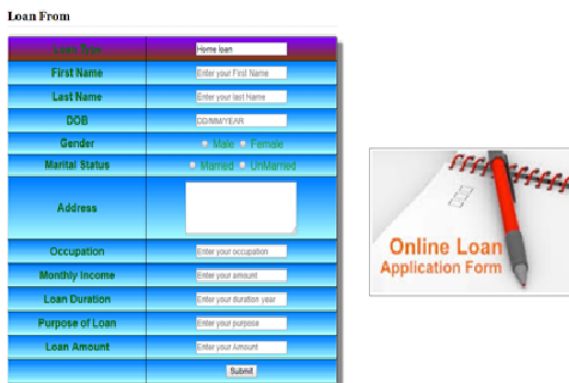 Loan From
Loan Type Home loan
First Name Enter your First Name
Last Name Enter your last Name
DOB DD/MM/YEAR
Gender Male Female
Marital Status Married UnMarried
Address
Occupation Enter your occupation
Monthly Income Enter your amount
Loan Duration Enter your duration year
Purpose of Loan Enter your purpose
Loan Amount Enter your Amount
Submit
Online Loan
Application Form